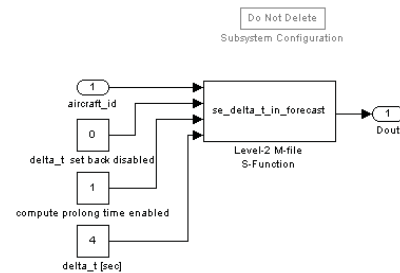 Do Not Delete
Subsystem Configuration
1
aircraft_id
0
delta_t set back disabled
1
compute prolong time enabled
4
delta_t [sec]
se_delta_t_in_forecast
Level-2 M-file
S-Function
1
Dout